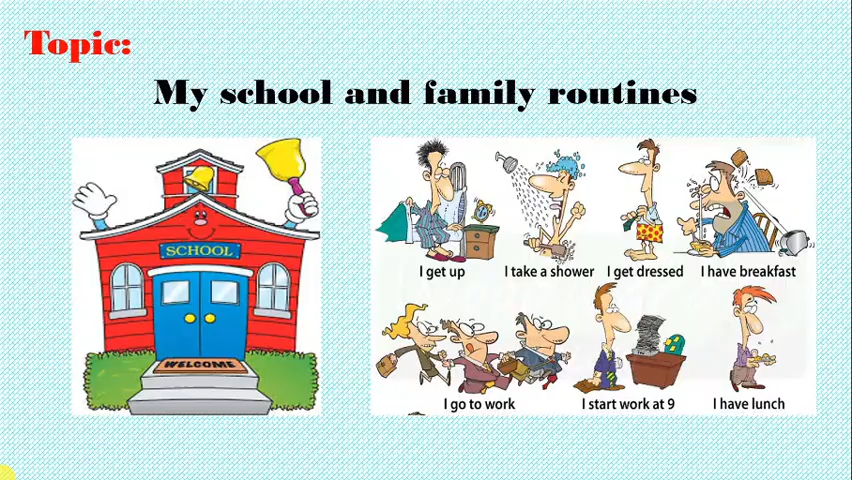 Topic:
My school and family routines
SCHOOL
WELCOME
I get up
I take a shower
I get dressed
I have breakfast
I go to work
I start work at 9
I have lunch